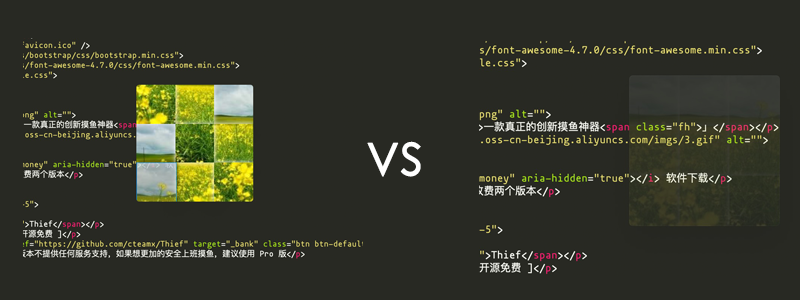 favicon.ico" />
/bootstrap/css/bootstrap.min.css">
/font-awesome-4.7.0/css/font-awesome.min.css">
le.css">
png" alt="">
一款真正的创新摸鱼神器<span
.oss-cn-beijing.aliyuncs.
money" aria-hidden="true"
费两个版本</p>
-5">
">Thief</span></p>
开源免费 ]</p>
ef="https://github.com/cteamx/Thief" target="_bank" class="btn btn-default
版本不提供任何服务支持，如果想更加的安全上班摸鱼，建议使用 Pro 版</p>
VS
s/font-awesome-4.7.0/css/font-awesome.min.css">
le.css">
png" alt="">
>一款真正的创新摸鱼神器<span class="fh">」</span></p>
.oss-cn-beijing.aliyuncs.com/imgs/3.gif" alt="">
money" aria-hidden="true"></i> 软件下载</p>
收费两个版本</p>
-5">
">Thief</span></p>
开源免费 ]</p>